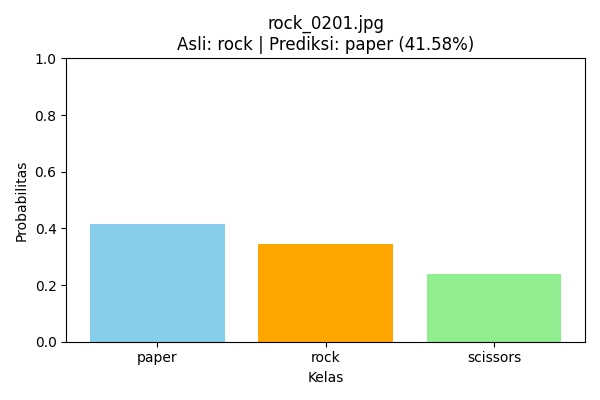 rock_0201.jpg
Asli: rock | Prediksi: paper (41.58%)
1.0
0.8
0.6
0.4
0.2
0.0
Probabilitas
paper rock scissors
Kelas